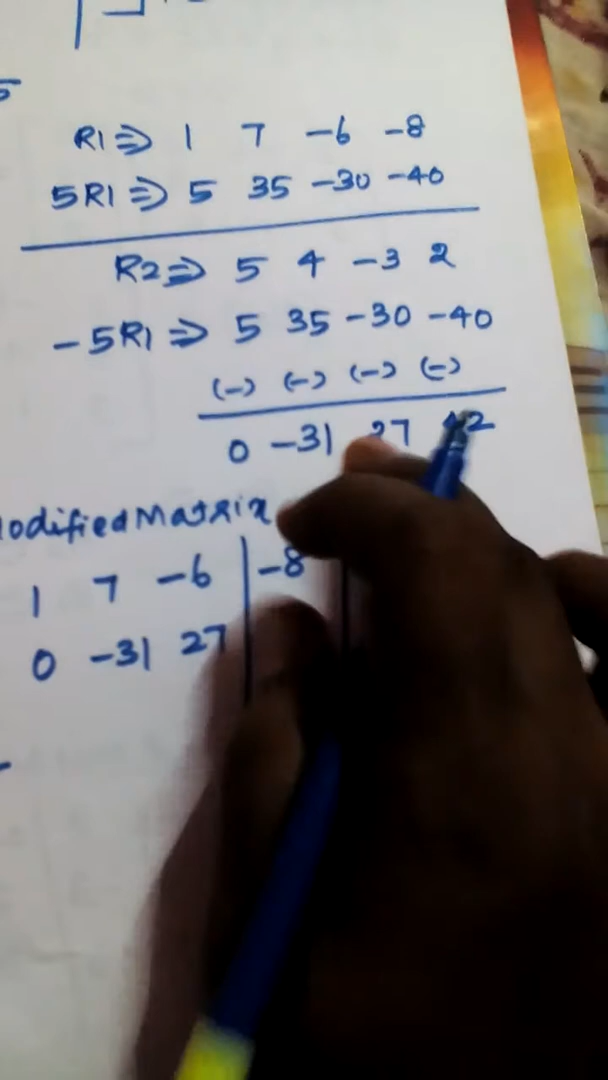 R1⇒ 1 7 -6 -8
5R1⇒ 5 35 -30 -40
R2⇒ 5 4 -3 2
-5R1⇒ 5 35 -30 -40
(-) (-) (-) (-)
0 -31 27 42
odified Matrix
1 7 -6 | -8
0 -31 27 |